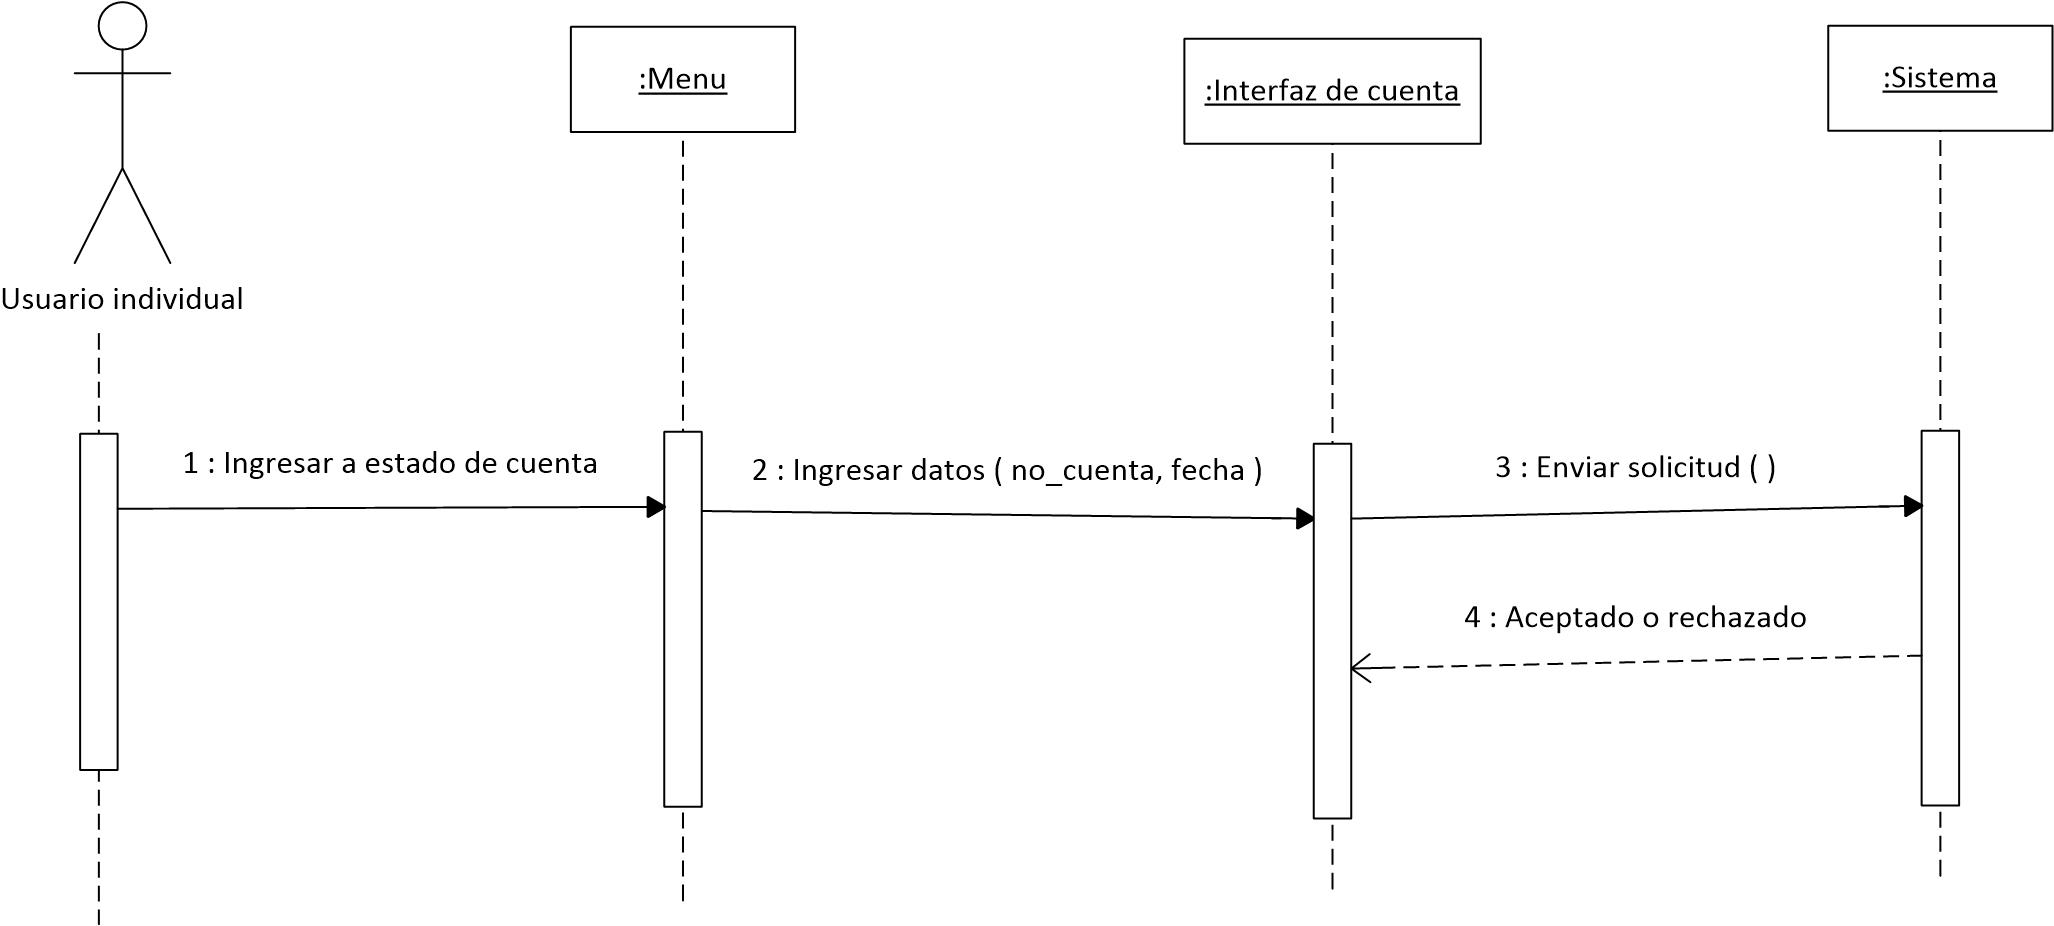 :Menu
:Interfaz de cuenta
:Sistema
Usuario individual
1 : Ingresar a estado de cuenta
2 : Ingresar datos ( no_cuenta, fecha )
3 : Enviar solicitud ( )
4 : Aceptado o rechazado